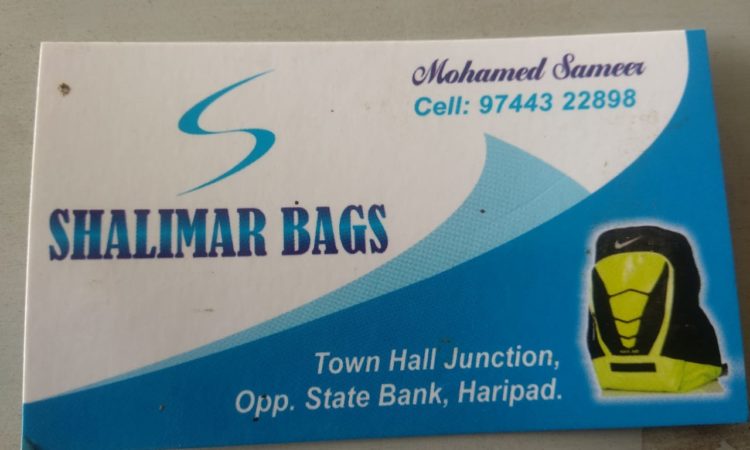 Mohamed Sameer
Cell: 97443 22898
SHALIMAR BAGS
Town Hall Junction,
Opp. State Bank, Haripad.